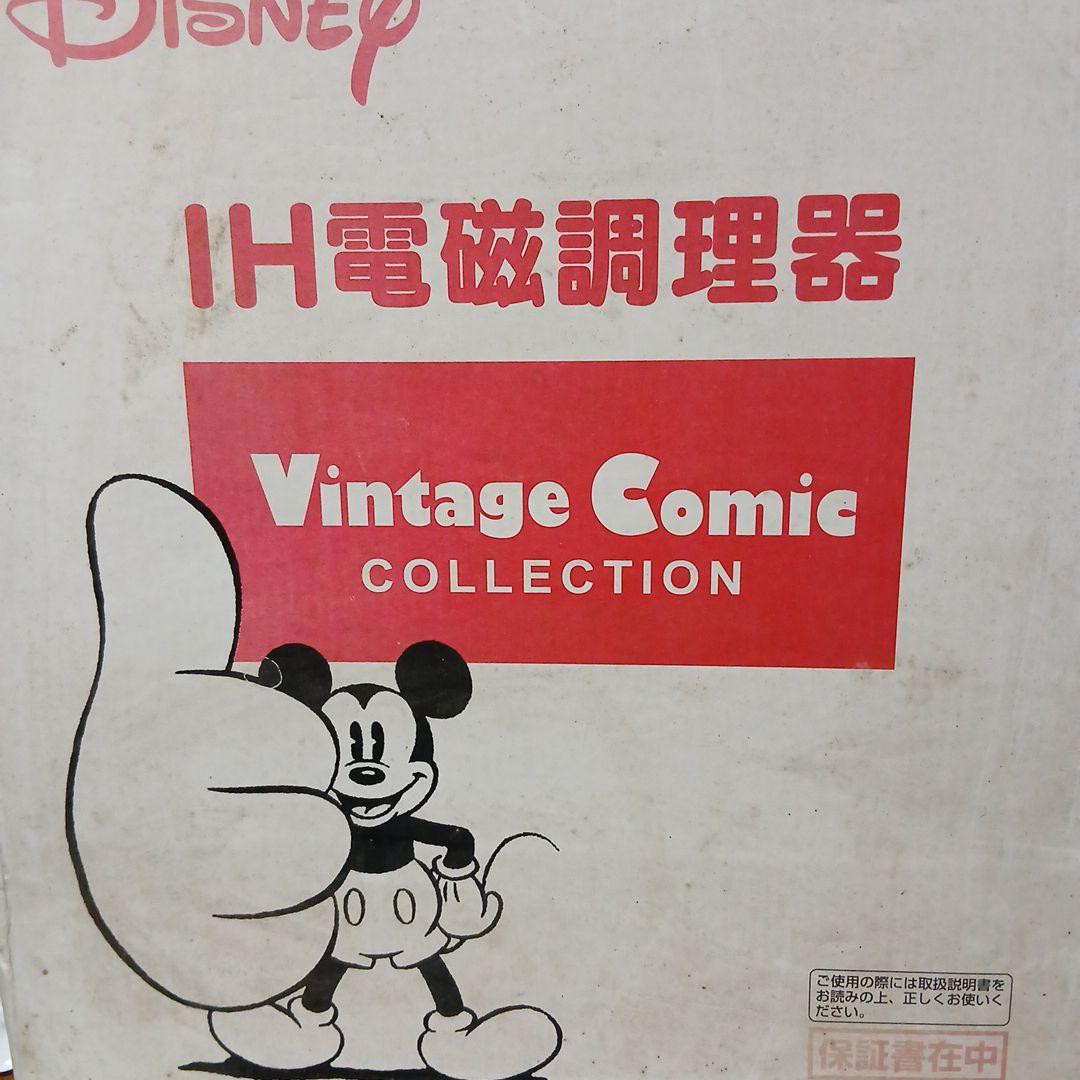 DISNEY
IH電磁調理器
Vintage Comic
COLLECTION
ご使用の際には取扱説明書を
お読みの上、正しくお使いく
ださい。
保証書在中